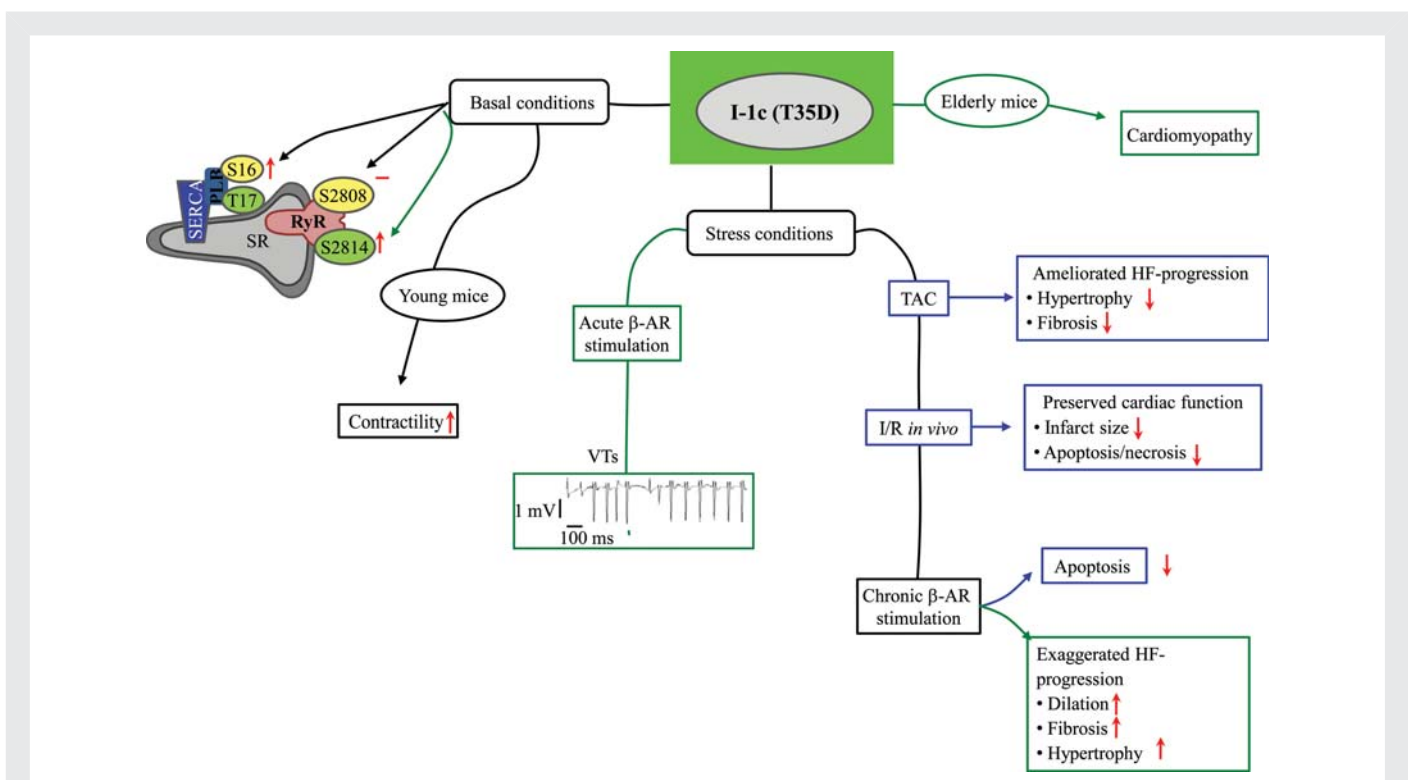 Basal conditions
I-1c (T35D)
Elderly mice
Cardiomyopathy
S16
PLB
SERCA
T17
S2808
RyR
SR
S2814
Stress conditions
Young mice
Contractility
Acute β-AR
stimulation
VTs
1 mV
100 ms
TAC
Ameliorated HF-progression
• Hypertrophy
• Fibrosis
I/R in vivo
Preserved cardiac function
• Infarct size
• Apoptosis/necrosis
Chronic β-AR
stimulation
Apoptosis
Exaggerated HF-
progression
• Dilation
• Fibrosis
• Hypertrophy